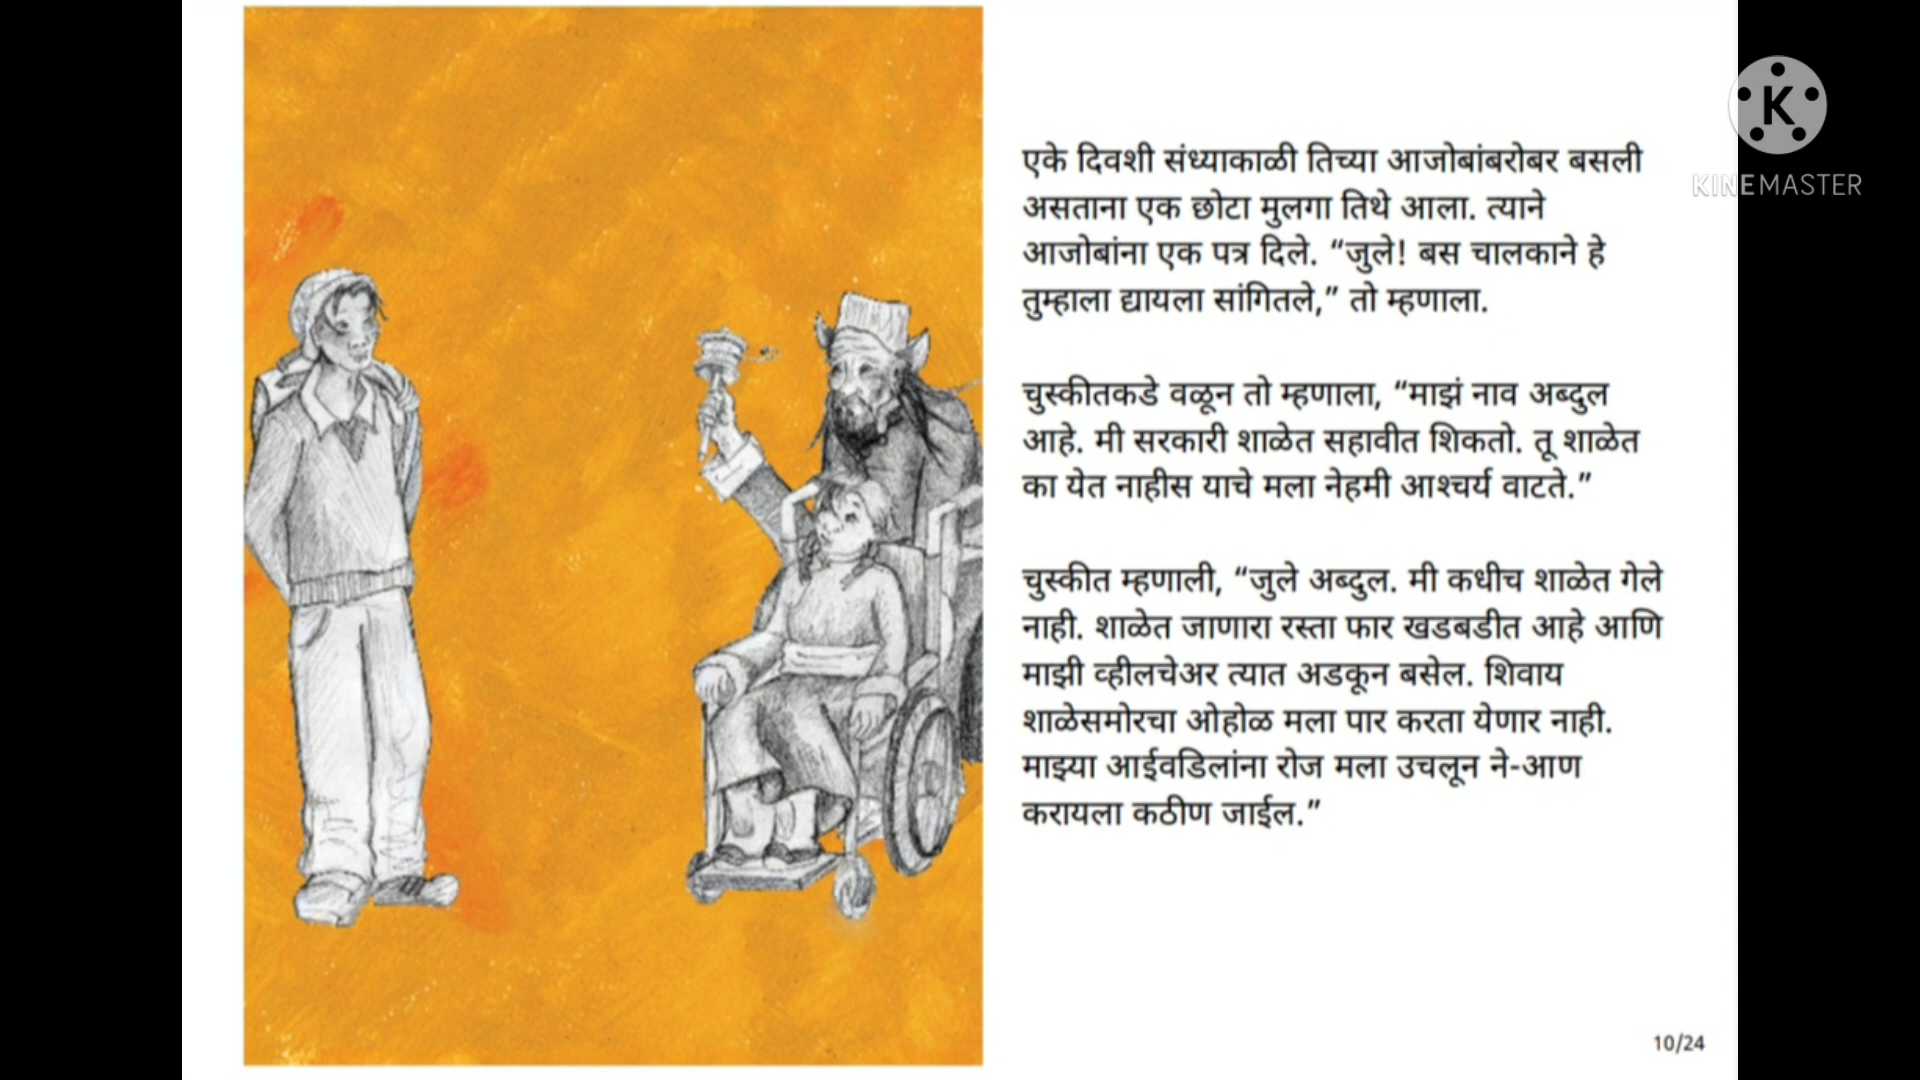 एके दिवशी संध्याकाळी तिच्या आजोबांबरोबर बसली
असताना एक छोटा मुलगा तिथे आला. त्याने
आजोबांना एक पत्र दिले. “जुले! बस चालकाने हे
तुम्हाला द्यायला सांगितले,” तो म्हणाला.
चुस्कीतकडे वळून तो म्हणाला, “माझं नाव अब्दुल
आहे. मी सरकारी शाळेत सहावीत शिकतो. तू शाळेत
का येत नाहीस याचे मला नेहमी आश्चर्य वाटते.”
चुस्कीत म्हणाली, “जुले अब्दुल. मी कधीच शाळेत गेले
नाही. शाळेत जाणारा रस्ता फार खडबडीत आहे आणि
माझी व्हीलचेअर त्यात अडकून बसेल. शिवाय
शाळेसमोरचा ओहोळ मला पार करता येणार नाही.
माझ्या आईवडिलांना रोज मला उचलून ने-आण
करायला कठीण जाईल.”
10/24
K
KINEMASTER